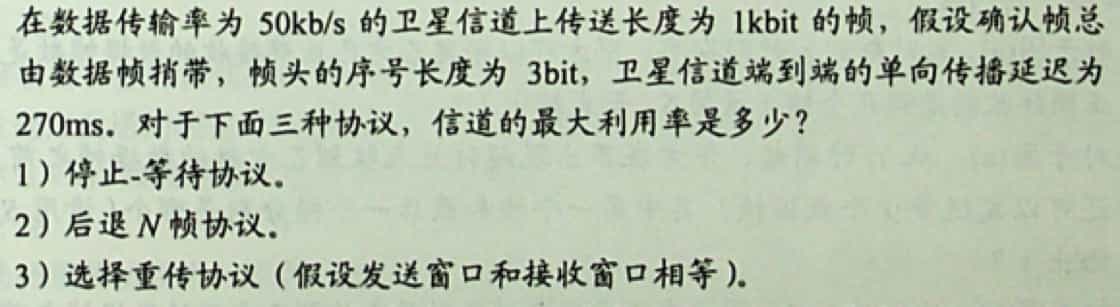 在数据传输率为 50kb/s 的卫星信道上传送长度为 1kbit 的帧，假设确认帧总
由数据帧捎带，帧头的序号长度为 3bit，卫星信道端到端的单向传播延迟为
270ms。对于下面三种协议，信道的最大利用率是多少？
1）停止-等待协议。
2）后退 N 帧协议。
3）选择重传协议（假设发送窗口和接收窗口相等）。